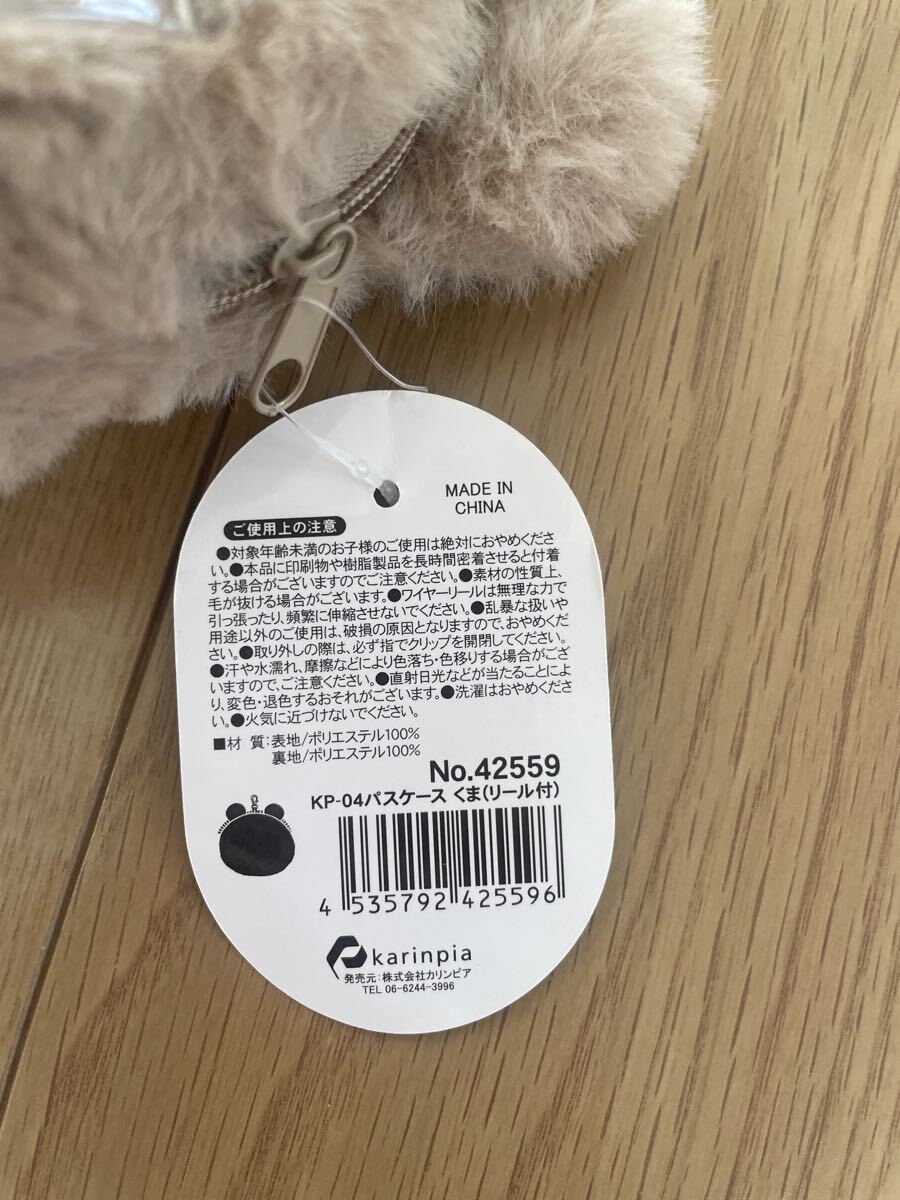 MADE IN
CHINA
ご使用上の注意
●対象年齢未満のお子様のご使用は絶対におやめくださ
い。●本品に印刷物や樹脂製品を長時間密着させると付着
する場合がございますのでご注意ください。●素材の性質上、
毛が抜ける場合がございます。●ワイヤーリールは無理な力で
引っ張ったり、頻繁に伸縮させないでください。●乱暴な扱いや
用途以外のご使用は、破損の原因となりますので、おやめくだ
さい。●取り外しの際は、必ず指でクリップを開閉してください。
●汗や水濡れ、摩擦などにより色落ち・色移りする場合がござ
いますので、ご注意ください。●直射日光などが当たることによ
り、変色・退色するおそれがございます。●洗濯はおやめくださ
い。●火気に近づけないでください。
■材 質:表地/ポリエステル100%
裏地/ポリエステル100%
No.42559
KP-04パスケース くま(リール付)
4 535792 425596
karinpia
発売元:株式会社カリンピア
TEL 06-6244-3996